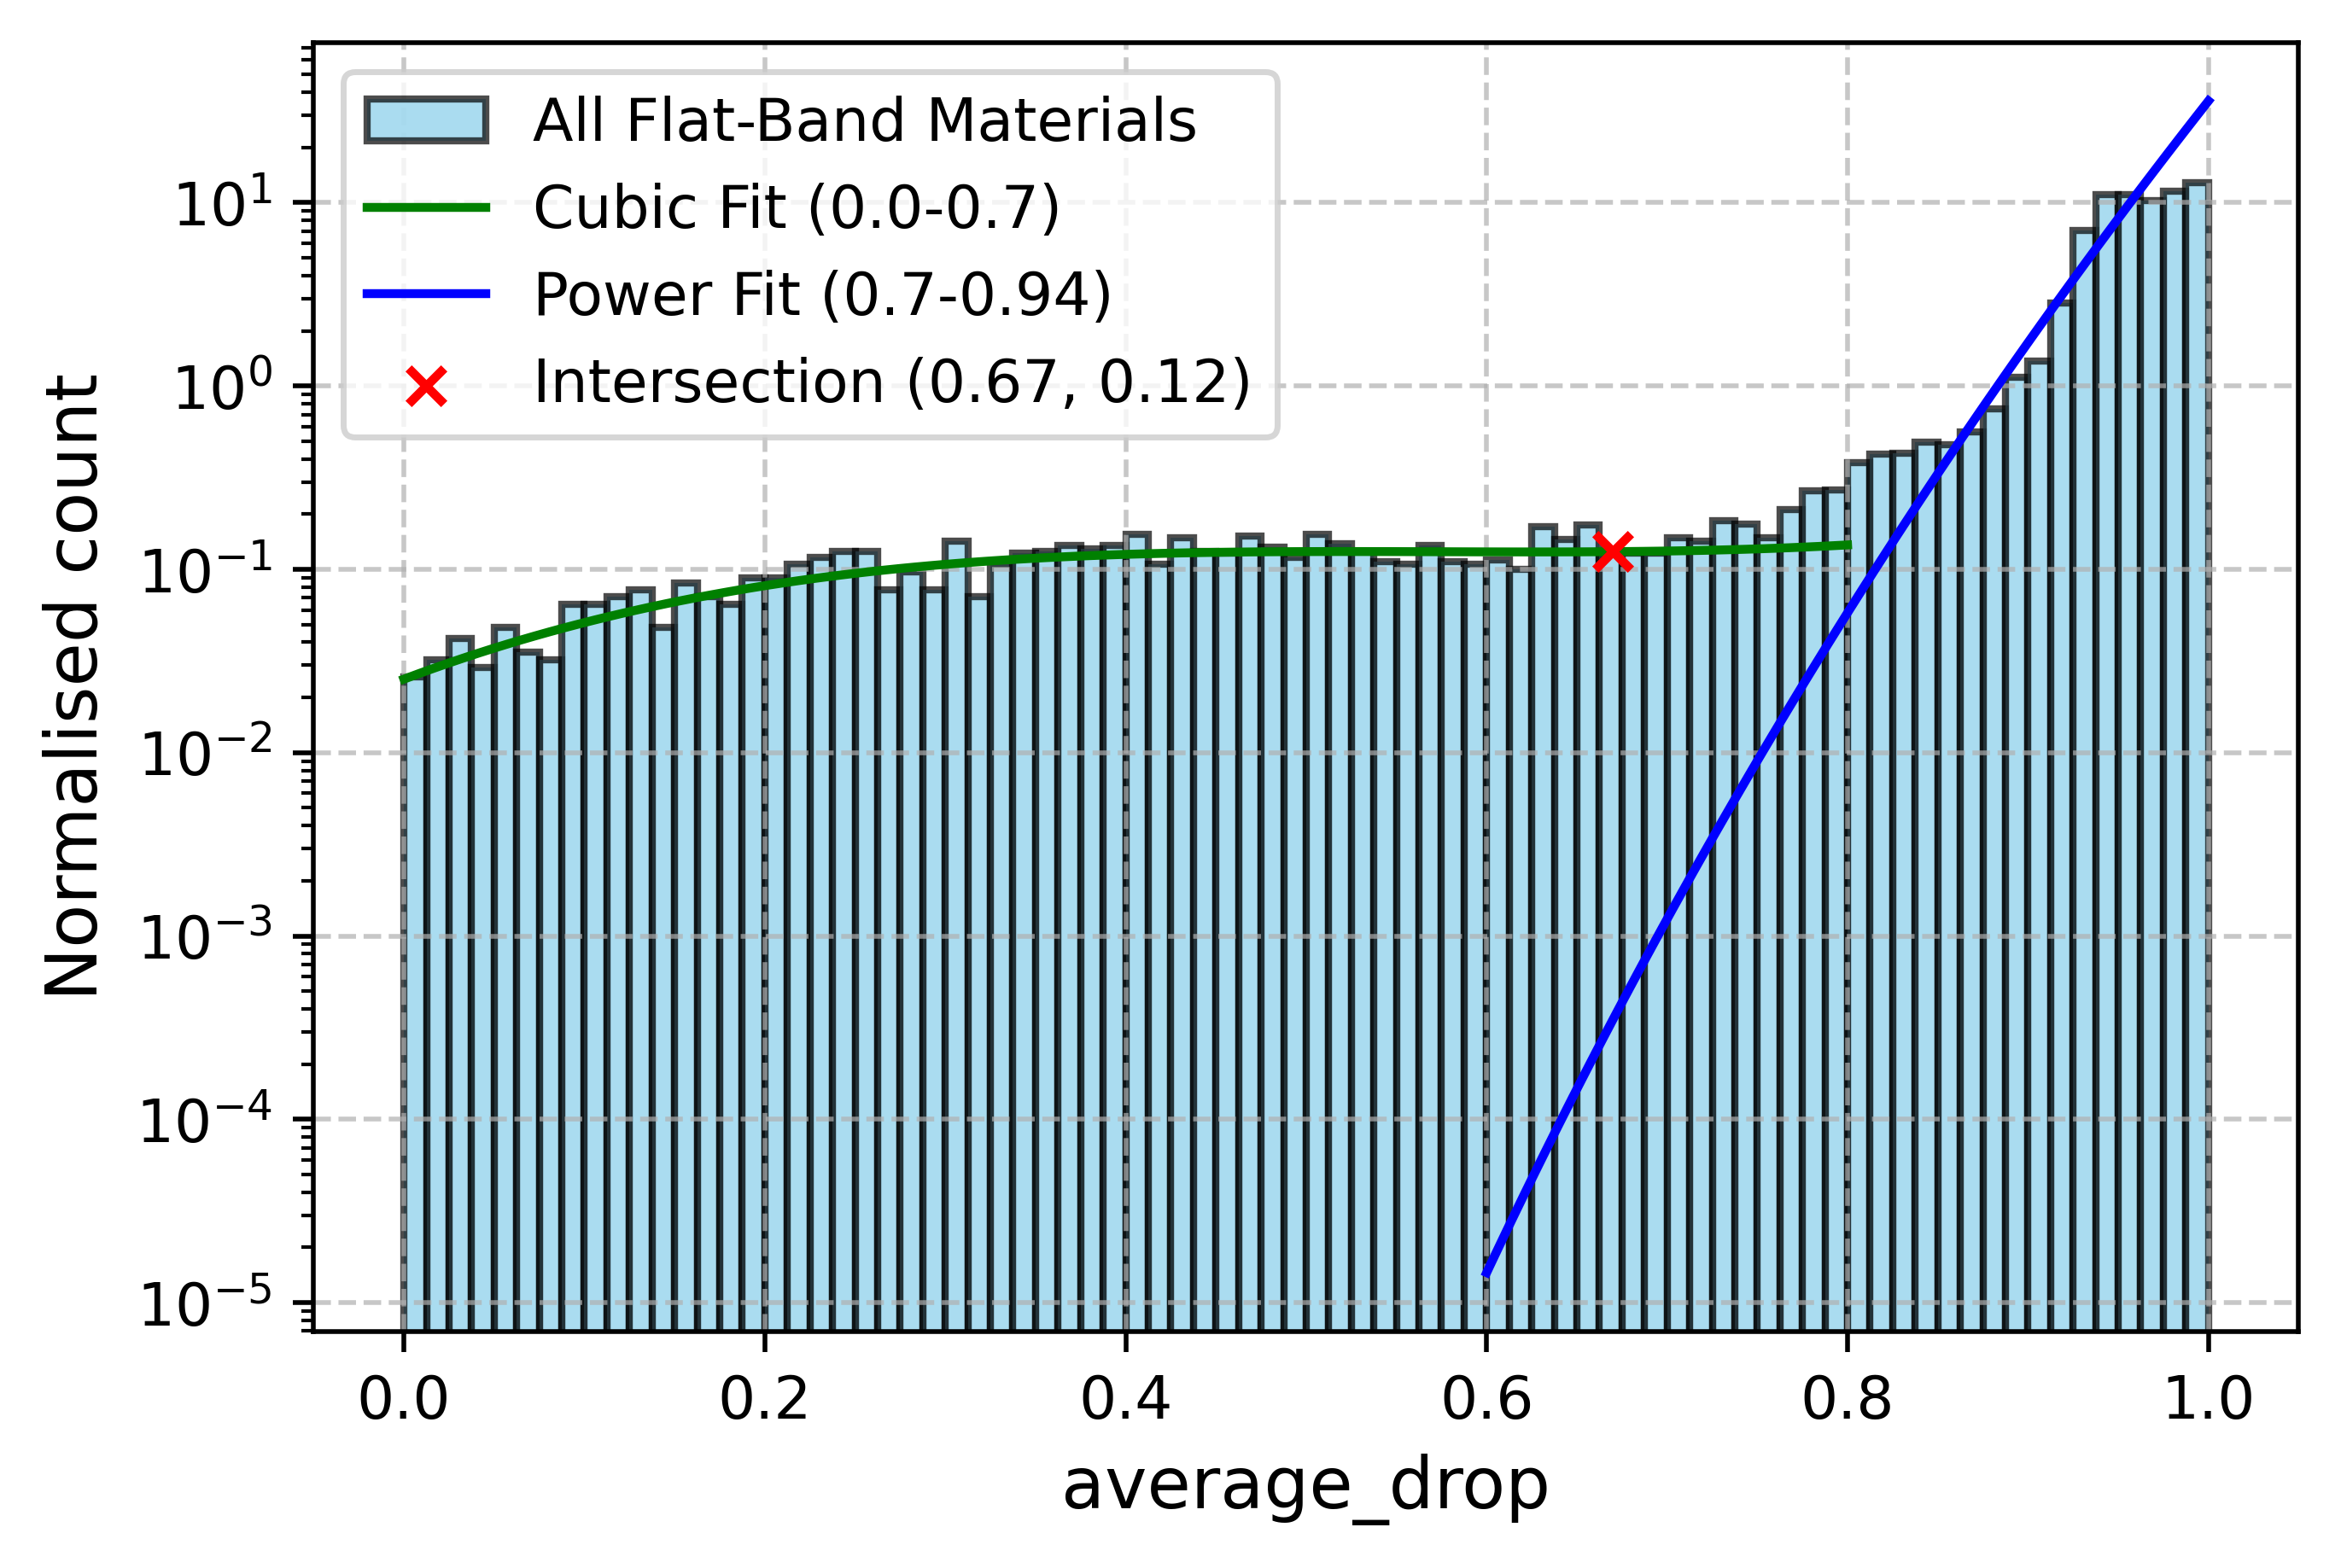 All Flat-Band Materials
Cubic Fit (0.0-0.7)
Power Fit (0.7-0.94)
Intersection (0.67, 0.12)
10¹
10⁰
10⁻¹
10⁻²
10⁻³
10⁻⁴
10⁻⁵
Normalised count
0.0 0.2 0.4 0.6 0.8 1.0
average_drop